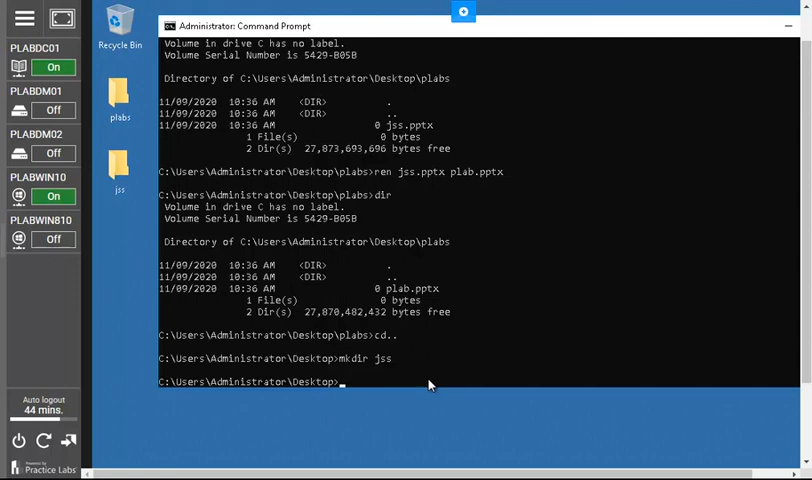 PLABDC01
On
PLABDM01
Off
PLABDM02
Off
PLABWIN10
On
PLABWIN810
Off
Auto logout
44 mins.
Powered by
Practice Labs
Recycle Bin
plabs
jss
Administrator: Command Prompt
Volume in drive C has no label.
Volume Serial Number is 5429-B05B
Directory of C:\Users\Administrator\Desktop\plabs
11/09/2020 10:36 AM <DIR> .
11/09/2020 10:36 AM <DIR> ..
11/09/2020 10:36 AM 0 jss.pptx
1 File(s) 0 bytes
2 Dir(s) 27,873,693,696 bytes free
C:\Users\Administrator\Desktop\plabs>ren jss.pptx plab.pptx
C:\Users\Administrator\Desktop\plabs>dir
Volume in drive C has no label.
Volume Serial Number is 5429-B05B
Directory of C:\Users\Administrator\Desktop\plabs
11/09/2020 10:36 AM <DIR> .
11/09/2020 10:36 AM <DIR> ..
11/09/2020 10:36 AM 0 plab.pptx
1 File(s) 0 bytes
2 Dir(s) 27,870,482,432 bytes free
C:\Users\Administrator\Desktop\plabs>cd..
C:\Users\Administrator\Desktop>mkdir jss
C:\Users\Administrator\Desktop>